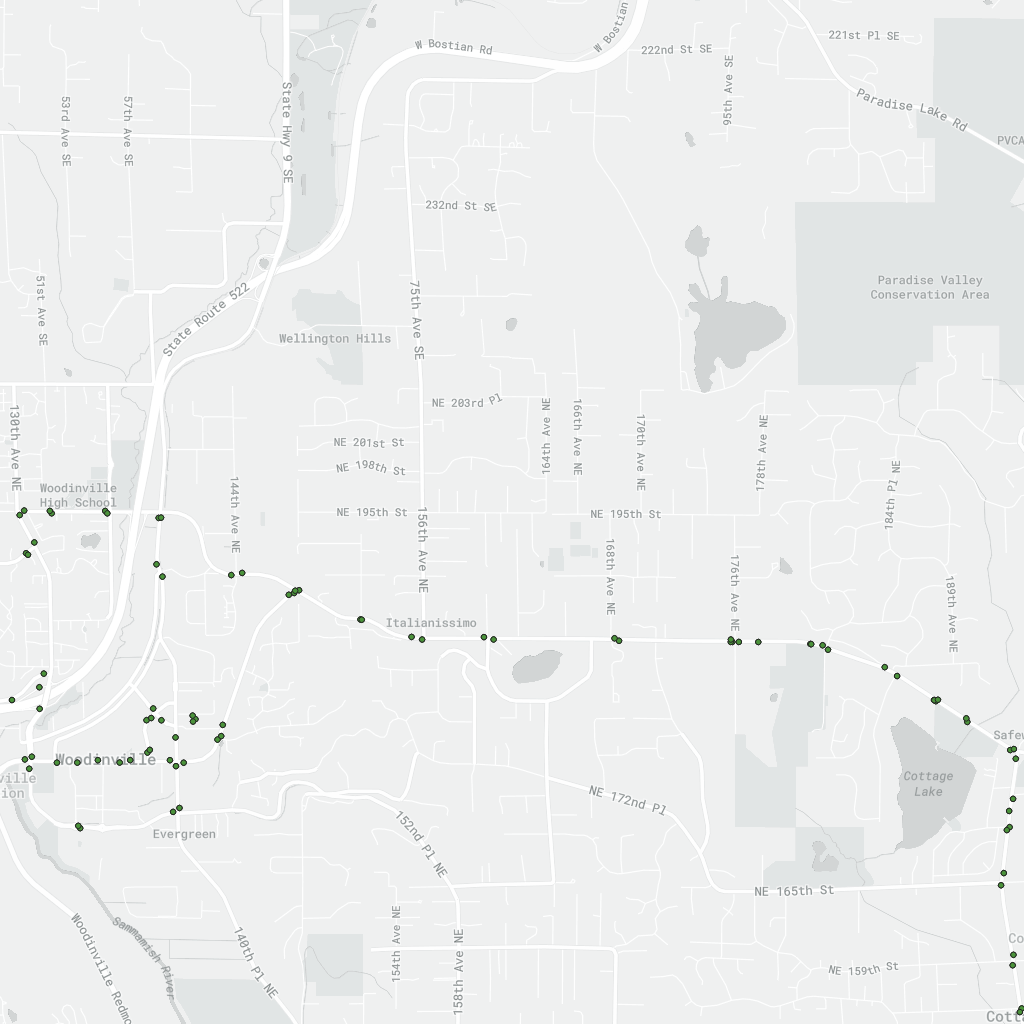 W Bostian Rd
W Bostian
222nd St SE
221st Pl SE
95th Ave SE
Paradise Lake Rd
PVCA
53rd Ave SE
57th Ave SE
State Hwy 9 SE
232nd St SE
51st Ave SE
State Route 522
75th Ave SE
Paradise Valley
Conservation Area
Wellington Hills
NE 203rd Pl
130th Ave NE
164th Ave NE
166th Ave NE
170th Ave NE
178th Ave NE
NE 201st St
NE 198th St
184th Pl NE
Woodinville
High School
144th Ave NE
NE 195th St
156th Ave NE
NE 195th St
168th Ave NE
176th Ave NE
189th Ave NE
Italianissimo
Woodinville
ville
ion
Cottage
Lake
NE 172nd Pl
Evergreen
152nd Pl NE
NE 165th St
Sammamish River
Woodinville Redmo
140th Pl NE
154th Ave NE
158th Ave NE
NE 159th St
Co
Cotta